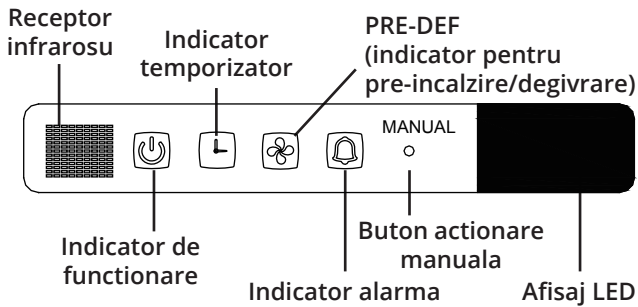 Receptor
infrarosu
Indicator
temporizator
PRE-DEF
(indicator pentru
pre-incalzire/degivrare)
MANUAL
Indicator de
functionare
Indicator alarma
Buton actionare
manuala
Afisaj LED